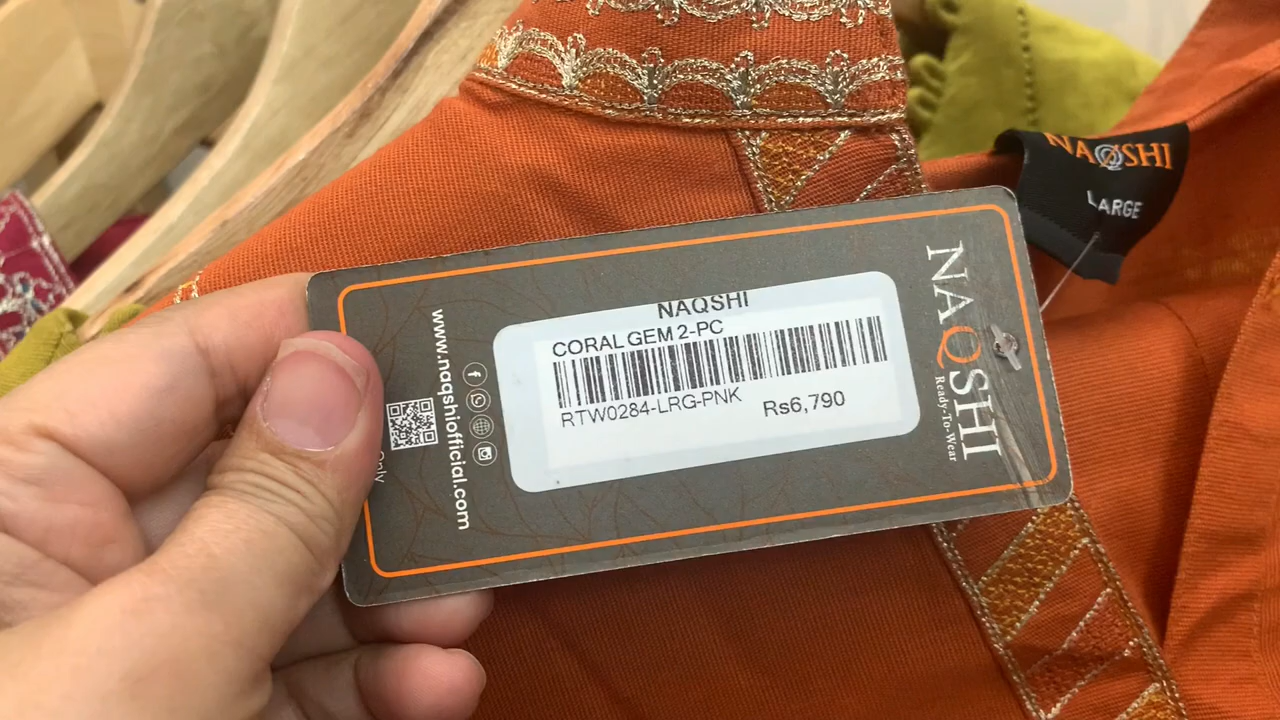 NAQSHI
LARGE
NAQSHI
CORAL GEM 2-PC
RTW0284-LRG-PNK
Rs6,790
NAQSHI
Ready-To-Wear
www.naqshiofficial.com